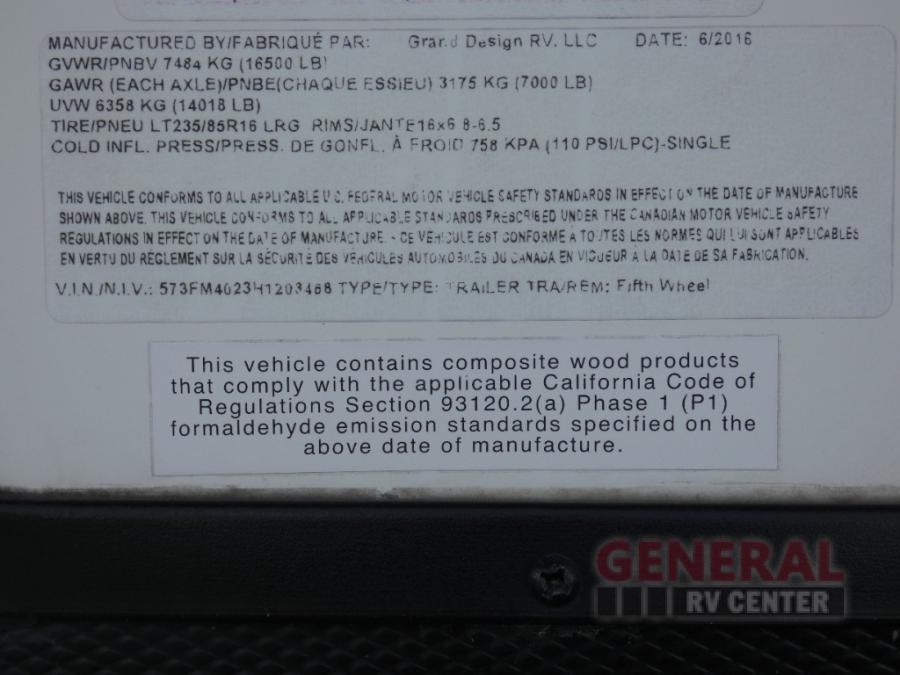 MANUFACTURED BY/FABRIQUÉ PAR: Grand Design RV. LLC DATE: 6/2016
GVWR/PNBV 7484 KG (16500 LB)
GAWR (EACH AXLE)/PNBE(CHAQUE ESSIEU) 3175 KG (7000 LB)
UVW 6358 KG (14018 LB)
TIRE/PNEU LT235/85R16 LRG RIMS/JANTE16x6 8-6.5
COLD INFL. PRESS/PRESS. DE GONFL. À FROID 758 KPA (110 PSI/LPC)-SINGLE
THIS VEHICLE CONFORMS TO ALL APPLICABLE U.S. FEDERAL MOTOR VEHICLE SAFETY STANDARDS IN EFFECT ON THE DATE OF MANUFACTURE
SHOWN ABOVE. THIS VEHICLE CONFORMS TO ALL APPLICABLE STANDARDS PRESCRIBED UNDER THE CANADIAN MOTOR VEHICLE SAFETY
REGULATIONS IN EFFECT ON THE DATE OF MANUFACTURE. - CE VÉHICULE EST CONFORME À TOUTES LES NORMES QUI LUI SONT APPLICABLES
EN VERTU DU RÈGLEMENT SUR LA SÉCURITÉ DES VÉHICULES AUTOMOBILES DU CANADA EN VIGUEUR À LA DATE DE SA FABRICATION.
V.I.N./N.I.V.: TYPE/TYPE: TRAILER TRA/REM: Fifth Wheel
This vehicle contains composite wood products
that comply with the applicable California Code of
Regulations Section 93120.2(a) Phase 1 (P1)
formaldehyde emission standards specified on the
above date of manufacture.
GENERAL
RV CENTER